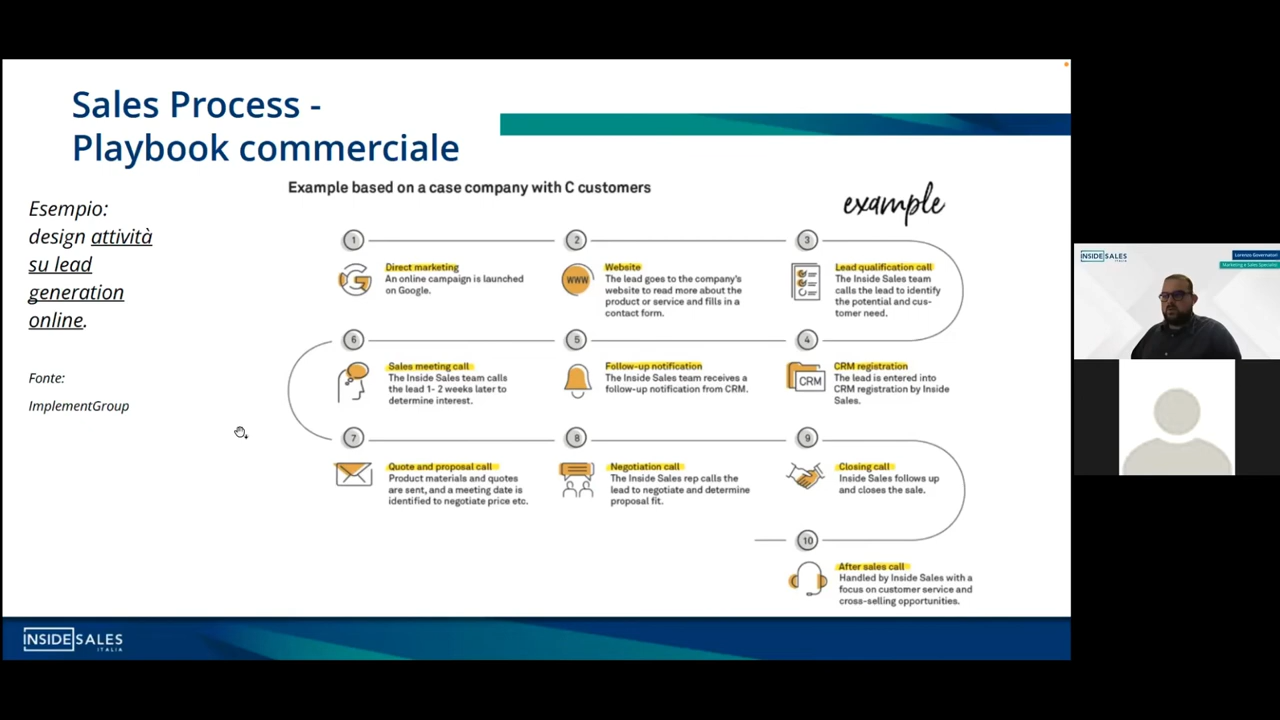 Sales Process -
Playbook commerciale
Example based on a case company with C customers
example
Esempio:
design attività
su lead
generation
online.
Fonte:
ImplementGroup
1
Direct marketing
An online campaign is launched
on Google.
2
WWW
Website
The lead goes to the company's
website to read more about the
product or service and fills in a
contact form.
3
Lead qualification call
The Inside Sales team
calls the lead to identify
the potential and cus-
tomer need.
6
Sales meeting call
The Inside Sales team calls
the lead 1- 2 weeks later to
determine interest.
5
Follow-up notification
The Inside Sales team receives a
follow-up notification from CRM.
4
CRM
CRM registration
The lead is entered into
CRM registration by Inside
Sales.
7
Quote and proposal call
Product materials and quotes
are sent, and a meeting date is
identified to negotiate price etc.
8
Negotiation call
The Inside Sales rep calls the
lead to negotiate and determine
proposal fit.
9
Closing call
Inside Sales follows up
and closes the sale.
10
After sales call
Handled by Inside Sales with a
focus on customer service and
cross-selling opportunities.
INSIDE SALES
ITALIA
INSIDE SALES
ITALIA
Lorenzo Governatori
Marketing e Sales Specialist